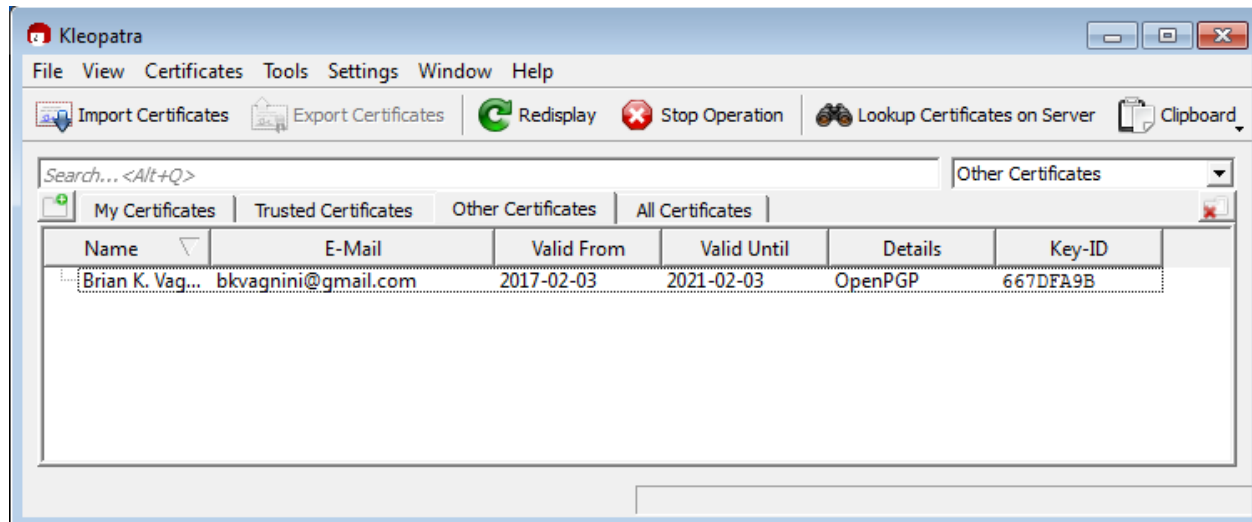 Kleopatra
File View Certificates Tools Settings Window Help
Import Certificates Export Certificates Redisplay Stop Operation Lookup Certificates on Server Clipboard
Search... <Alt+Q> Other Certificates
My Certificates Trusted Certificates Other Certificates All Certificates
Name E-Mail Valid From Valid Until Details Key-ID
Brian K. Vag... bkvagnini@gmail.com 2017-02-03 2021-02-03 OpenPGP 667DFA9B